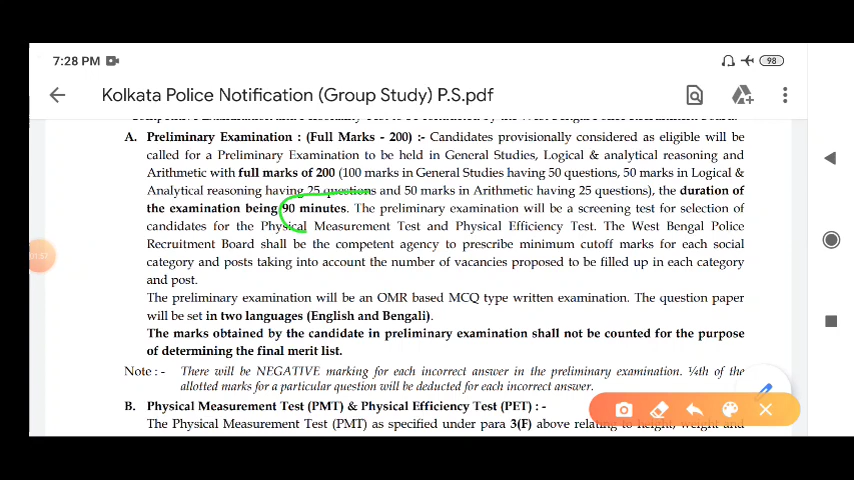 7:28 PM
98
Kolkata Police Notification (Group Study) P.S.pdf
A. Preliminary Examination : (Full Marks - 200) :- Candidates provisionally considered as eligible will be
called for a Preliminary Examination to be held in General Studies, Logical & analytical reasoning and
Arithmetic with full marks of 200 (100 marks in General Studies having 50 questions, 50 marks in Logical &
Analytical reasoning having 25 questions and 50 marks in Arithmetic having 25 questions), the duration of
the examination being 90 minutes. The preliminary examination will be a screening test for selection of
candidates for the Physical Measurement Test and Physical Efficiency Test. The West Bengal Police
Recruitment Board shall be the competent agency to prescribe minimum cutoff marks for each social
category and posts taking into account the number of vacancies proposed to be filled up in each category
and post.
The preliminary examination will be an OMR based MCQ type written examination. The question paper
will be set in two languages (English and Bengali).
The marks obtained by the candidate in preliminary examination shall not be counted for the purpose
of determining the final merit list.
Note : - There will be NEGATIVE marking for each incorrect answer in the preliminary examination. ¼th of the
allotted marks for a particular question will be deducted for each incorrect answer.
B. Physical Measurement Test (PMT) & Physical Efficiency Test (PET) : -
The Physical Measurement Test (PMT) as specified under para 3(F) above relating to height, weight and